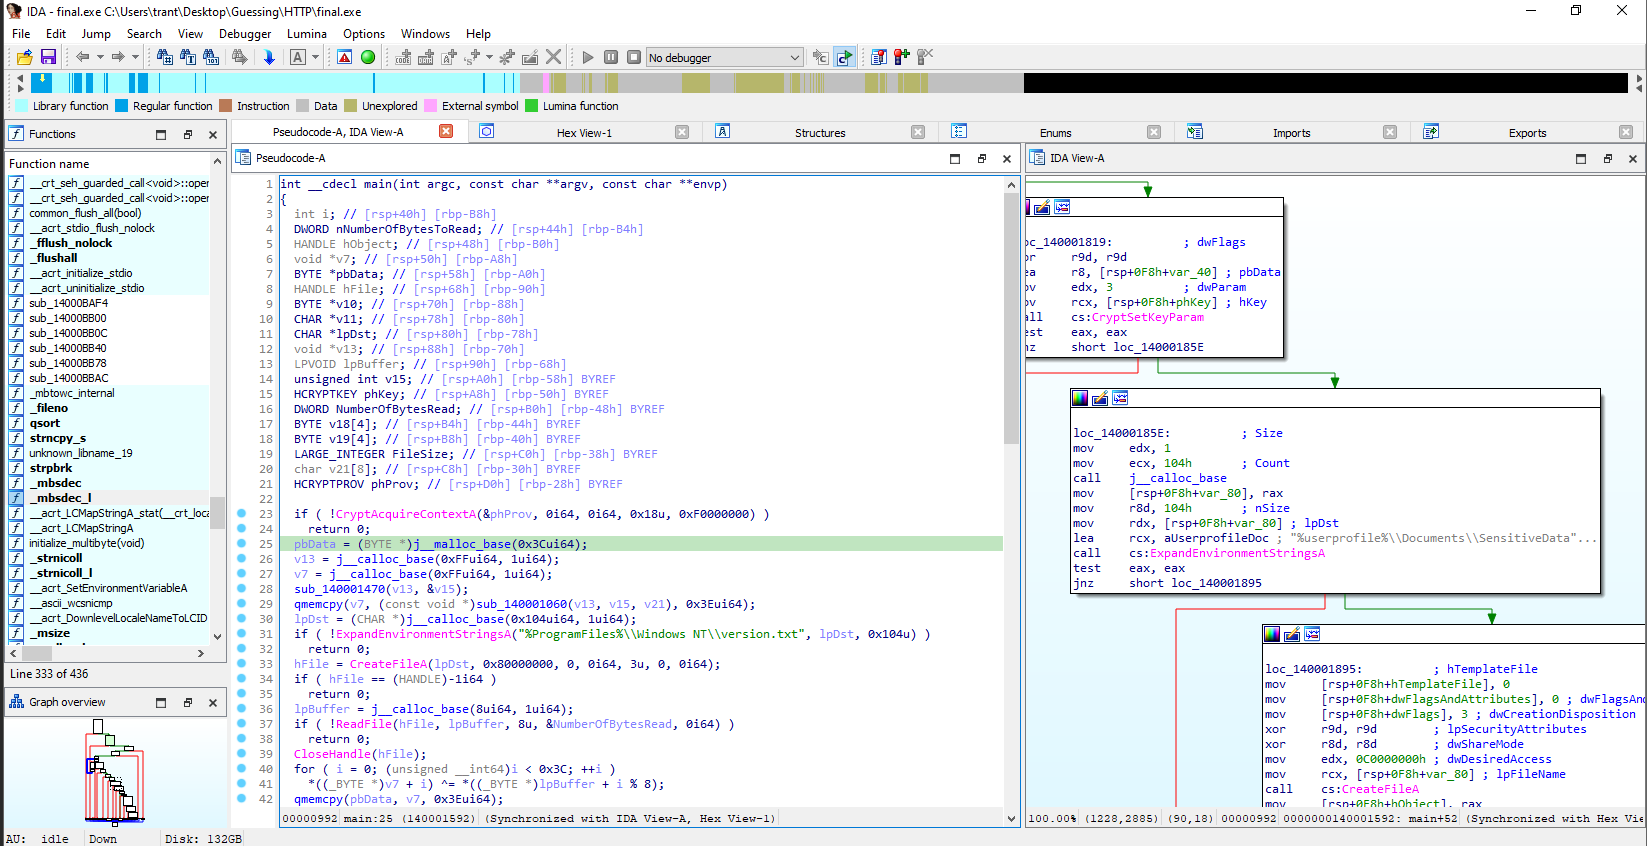 IDA - final.exe C:\Users\trant\Desktop\Guessing\HTTP\final.exe
File Edit Jump Search View Debugger Lumina Options Windows Help
No debugger
Library function Regular function Instruction Data Unexplored External symbol Lumina function
Functions
Function name
__crt_seh_guarded_call<void>::oper
__crt_seh_guarded_call<void>::oper
common_flush_all(bool)
__acrt_stdio_flush_nolock
_fflush_nolock
_flushall
__acrt_initialize_stdio
__acrt_uninitialize_stdio
sub_14000BAF4
sub_14000BB00
sub_14000BB0C
sub_14000BB40
sub_14000BB78
sub_14000BBAC
_mbtowc_internal
_fileno
qsort
strncpy_s
unknown_libname_19
strpbrk
_mbsdec
_mbsdec_l
__acrt_LCMapStringA_stat(__crt_loca
__acrt_LCMapStringA
initialize_multibyte(void)
_strnicoll
_strnicoll_l
__acrt_SetEnvironmentVariableA
__ascii_wcsnicmp
__acrt_DownlevelLocaleNameToLCID
_msize
Line 333 of 436
Graph overview
Pseudocode-A, IDA View-A Hex View-1 Structures Enums Imports Exports
Pseudocode-A
1 int __cdecl main(int argc, const char **argv, const char **envp)
2 {
3 int i; // [rsp+40h] [rbp-B8h]
4 DWORD nNumberOfBytesToRead; // [rsp+44h] [rbp-B4h]
5 HANDLE hObject; // [rsp+48h] [rbp-B0h]
6 void *v7; // [rsp+50h] [rbp-A8h]
7 BYTE *pbData; // [rsp+58h] [rbp-A0h]
8 HANDLE hFile; // [rsp+68h] [rbp-90h]
9 BYTE *v10; // [rsp+70h] [rbp-88h]
10 CHAR *v11; // [rsp+78h] [rbp-80h]
11 CHAR *lpDst; // [rsp+80h] [rbp-78h]
12 void *v13; // [rsp+88h] [rbp-70h]
13 LPVOID lpBuffer; // [rsp+90h] [rbp-68h]
14 unsigned int v15; // [rsp+A0h] [rbp-58h] BYREF
15 HCRYPTKEY phKey; // [rsp+A8h] [rbp-50h] BYREF
16 DWORD NumberOfBytesRead; // [rsp+B0h] [rbp-48h] BYREF
17 BYTE v18[4]; // [rsp+B4h] [rbp-44h] BYREF
18 BYTE v19[4]; // [rsp+B8h] [rbp-40h] BYREF
19 LARGE_INTEGER FileSize; // [rsp+C0h] [rbp-38h] BYREF
20 char v21[8]; // [rsp+C8h] [rbp-30h] BYREF
21 HCRYPTPROV phProv; // [rsp+D0h] [rbp-28h] BYREF
22
23 if ( !CryptAcquireContextA(&phProv, 0i64, 0i64, 0x18u, 0xF0000000) )
24 return 0;
25 pbData = (BYTE *)j__malloc_base(0x3Cui64);
26 v13 = j__calloc_base(0xFFui64, 1ui64);
27 v7 = j__calloc_base(0xFFui64, 1ui64);
28 sub_140001470(v13, &v15);
29 qmemcpy(v7, (const void *)sub_140001060(v13, v15, v21), 0x3Eui64);
30 lpDst = (CHAR *)j__calloc_base(0x104ui64, 1ui64);
31 if ( !ExpandEnvironmentStringsA("%ProgramFiles%\\Windows NT\\version.txt", lpDst, 0x104u) )
32 return 0;
33 hFile = CreateFileA(lpDst, 0x80000000, 0, 0i64, 3u, 0, 0i64);
34 if ( hFile == (HANDLE)-1i64 )
35 return 0;
36 lpBuffer = j__calloc_base(8ui64, 1ui64);
37 if ( !ReadFile(hFile, lpBuffer, 8u, &NumberOfBytesRead, 0i64) )
38 return 0;
39 CloseHandle(hFile);
40 for ( i = 0; (unsigned __int64)i < 0x3C; ++i )
41 *((_BYTE *)v7 + i) ^= *((_BYTE *)lpBuffer + i % 8);
42 qmemcpy(pbData, v7, 0x3Eui64);
00000992 main:25 (140001592) (Synchronized with IDA View-A, Hex View-1)
IDA View-A
oc_140001819: ; dwFlags
or r9d, r9d
ea r8, [rsp+0F8h+var_40] ; pbData
ov edx, 3 ; dwParam
ov rcx, [rsp+0F8h+phKey] ; hKey
all cs:CryptSetKeyParam
est eax, eax
nz short loc_14000185E
loc_14000185E: ; Size
mov edx, 1
mov ecx, 104h ; Count
call j__calloc_base
mov [rsp+0F8h+var_80], rax
mov r8d, 104h ; nSize
mov rdx, [rsp+0F8h+var_80] ; lpDst
lea rcx, aUserprofileDoc ; "%userprofile%\\Documents\\SensitiveData"...
call cs:ExpandEnvironmentStringsA
test eax, eax
jnz short loc_140001895
loc_140001895: ; hTemplateFile
mov [rsp+0F8h+hTemplateFile], 0
mov [rsp+0F8h+dwFlagsAndAttributes], 0 ; dwFlagsAn
mov [rsp+0F8h+dwFlags], 3 ; dwCreationDisposition
xor r9d, r9d ; lpSecurityAttributes
xor r8d, r8d ; dwShareMode
mov edx, 0C0000000h ; dwDesiredAccess
mov rcx, [rsp+0F8h+var_80] ; lpFileName
call cs:CreateFileA
mov [rsp+0F8h+hObject], rax
100.00% (1228,2885) (90,18) 00000992 0000000140001592: main+52 (Synchronized with Hex Vie
AU: idle Down Disk: 132GB